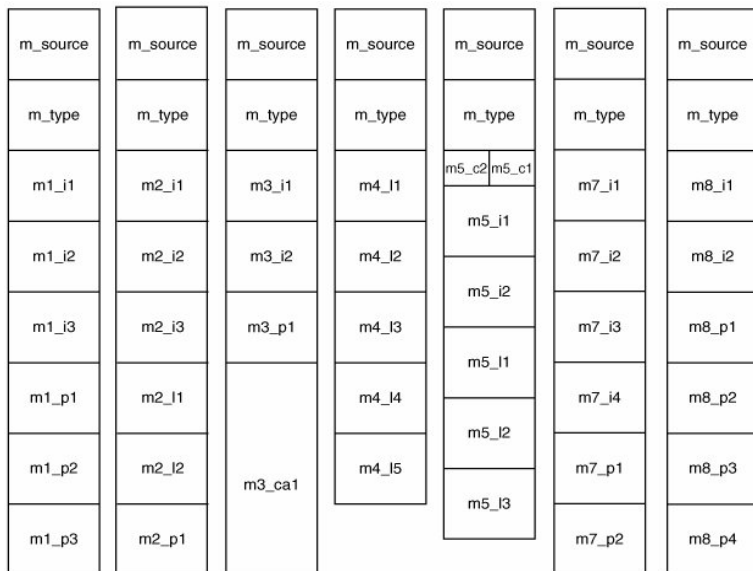 m_source m_source m_source m_source m_source m_source m_source
m_type m_type m_type m_type m_type m_type m_type
m1_i1 m2_i1 m3_i1 m4_l1 m5_c2 m5_c1 m7_i1 m8_i1
m1_i2 m2_i2 m3_i2 m4_l2 m5_i1 m7_i2 m8_i2
m1_i3 m2_i3 m3_p1 m4_l3 m5_i2 m7_i3 m8_p1
m1_p1 m2_l1 m3_ca1 m4_l4 m5_l1 m7_i4 m8_p2
m1_p2 m2_l2 m4_l5 m5_l2 m7_p1 m8_p3
m1_p3 m2_p1 m5_l3 m7_p2 m8_p4